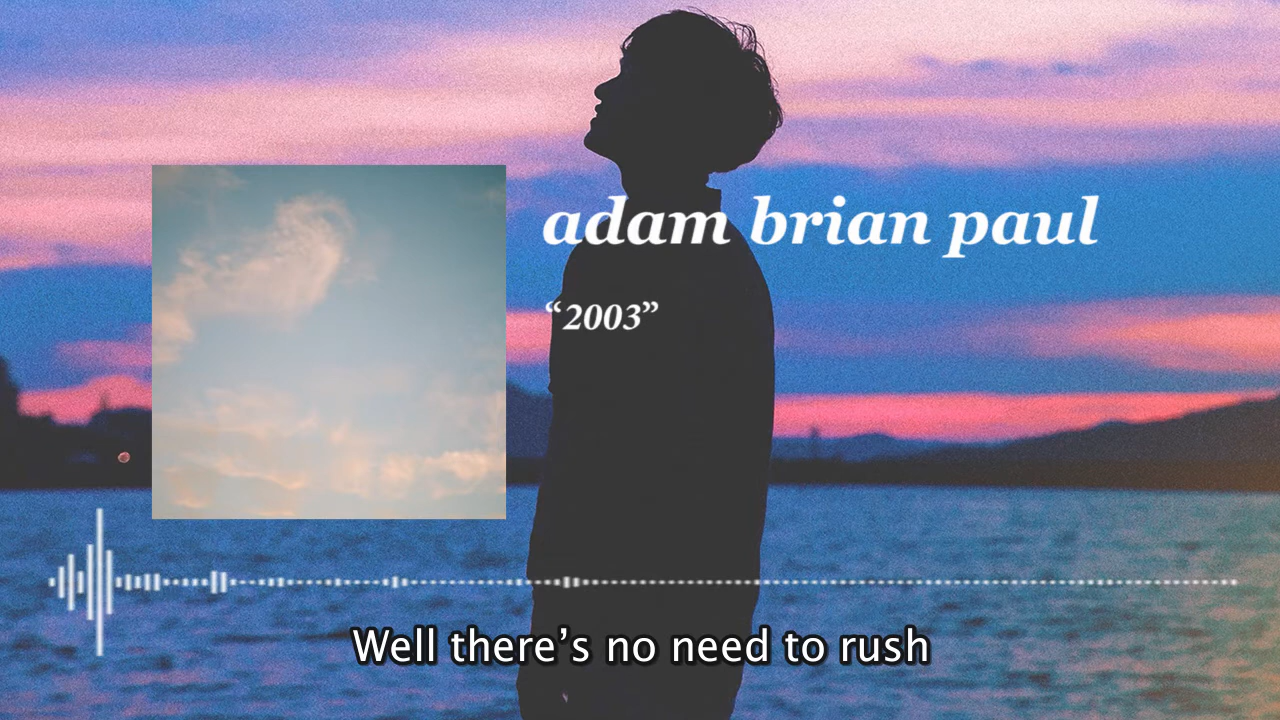 adam brian paul
“2003”
Well there’s no need to rush